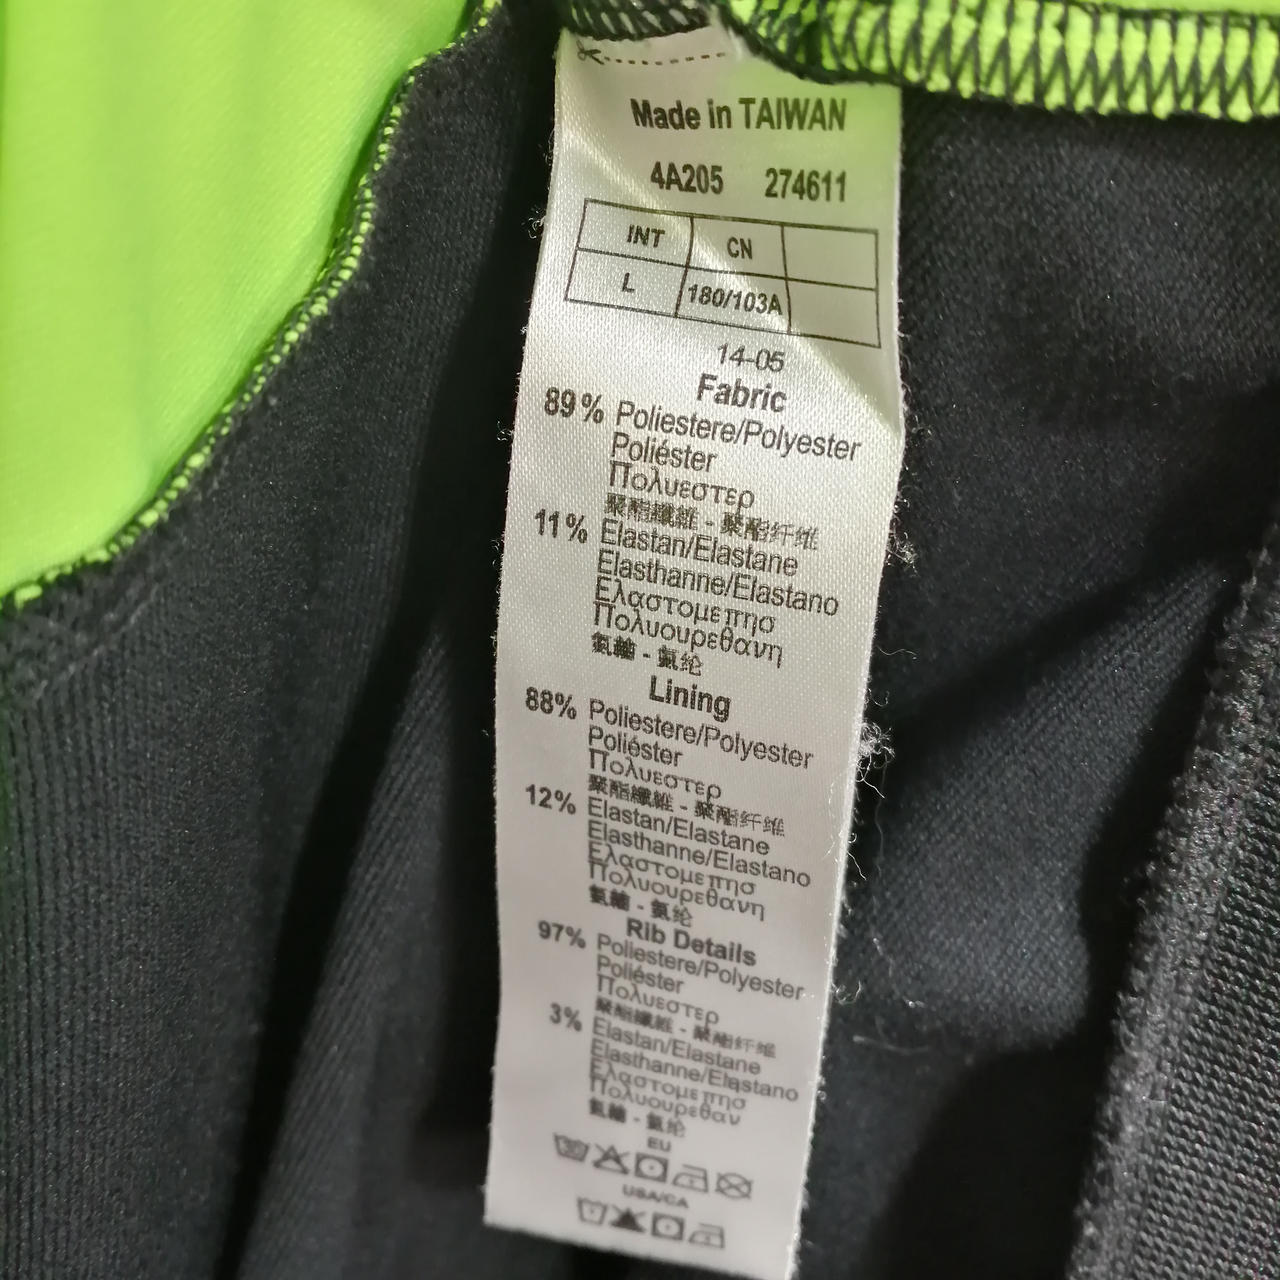 Made in TAIWAN
4A205 274611
INT CN
L 180/103A
14-05
Fabric
89% Poliestere/Polyester
Poliéster
Πολυεστερ
聚酯纖維 - 聚酯纤维
11% Elastan/Elastane
Elasthanne/Elastano
Ελαστομεπησ
Πολυουρεθανη
氨綸 - 氨纶
Lining
88% Poliestere/Polyester
Poliéster
Πολυεστερ
聚酯纖維 - 聚酯纤维
12% Elastan/Elastane
Elasthanne/Elastano
Ελαστομεπησ
Πολυουρεθανη
氨綸 - 氨纶
Rib Details
97% Poliestere/Polyester
Poliéster
Πολυεστερ
聚酯纖維 - 聚酯纤维
3% Elastan/Elastane
Elasthanne/Elastano
Ελαστομεπησ
Πολυουρεθαν
氨綸 - 氨纶
EU
30
USA/CA